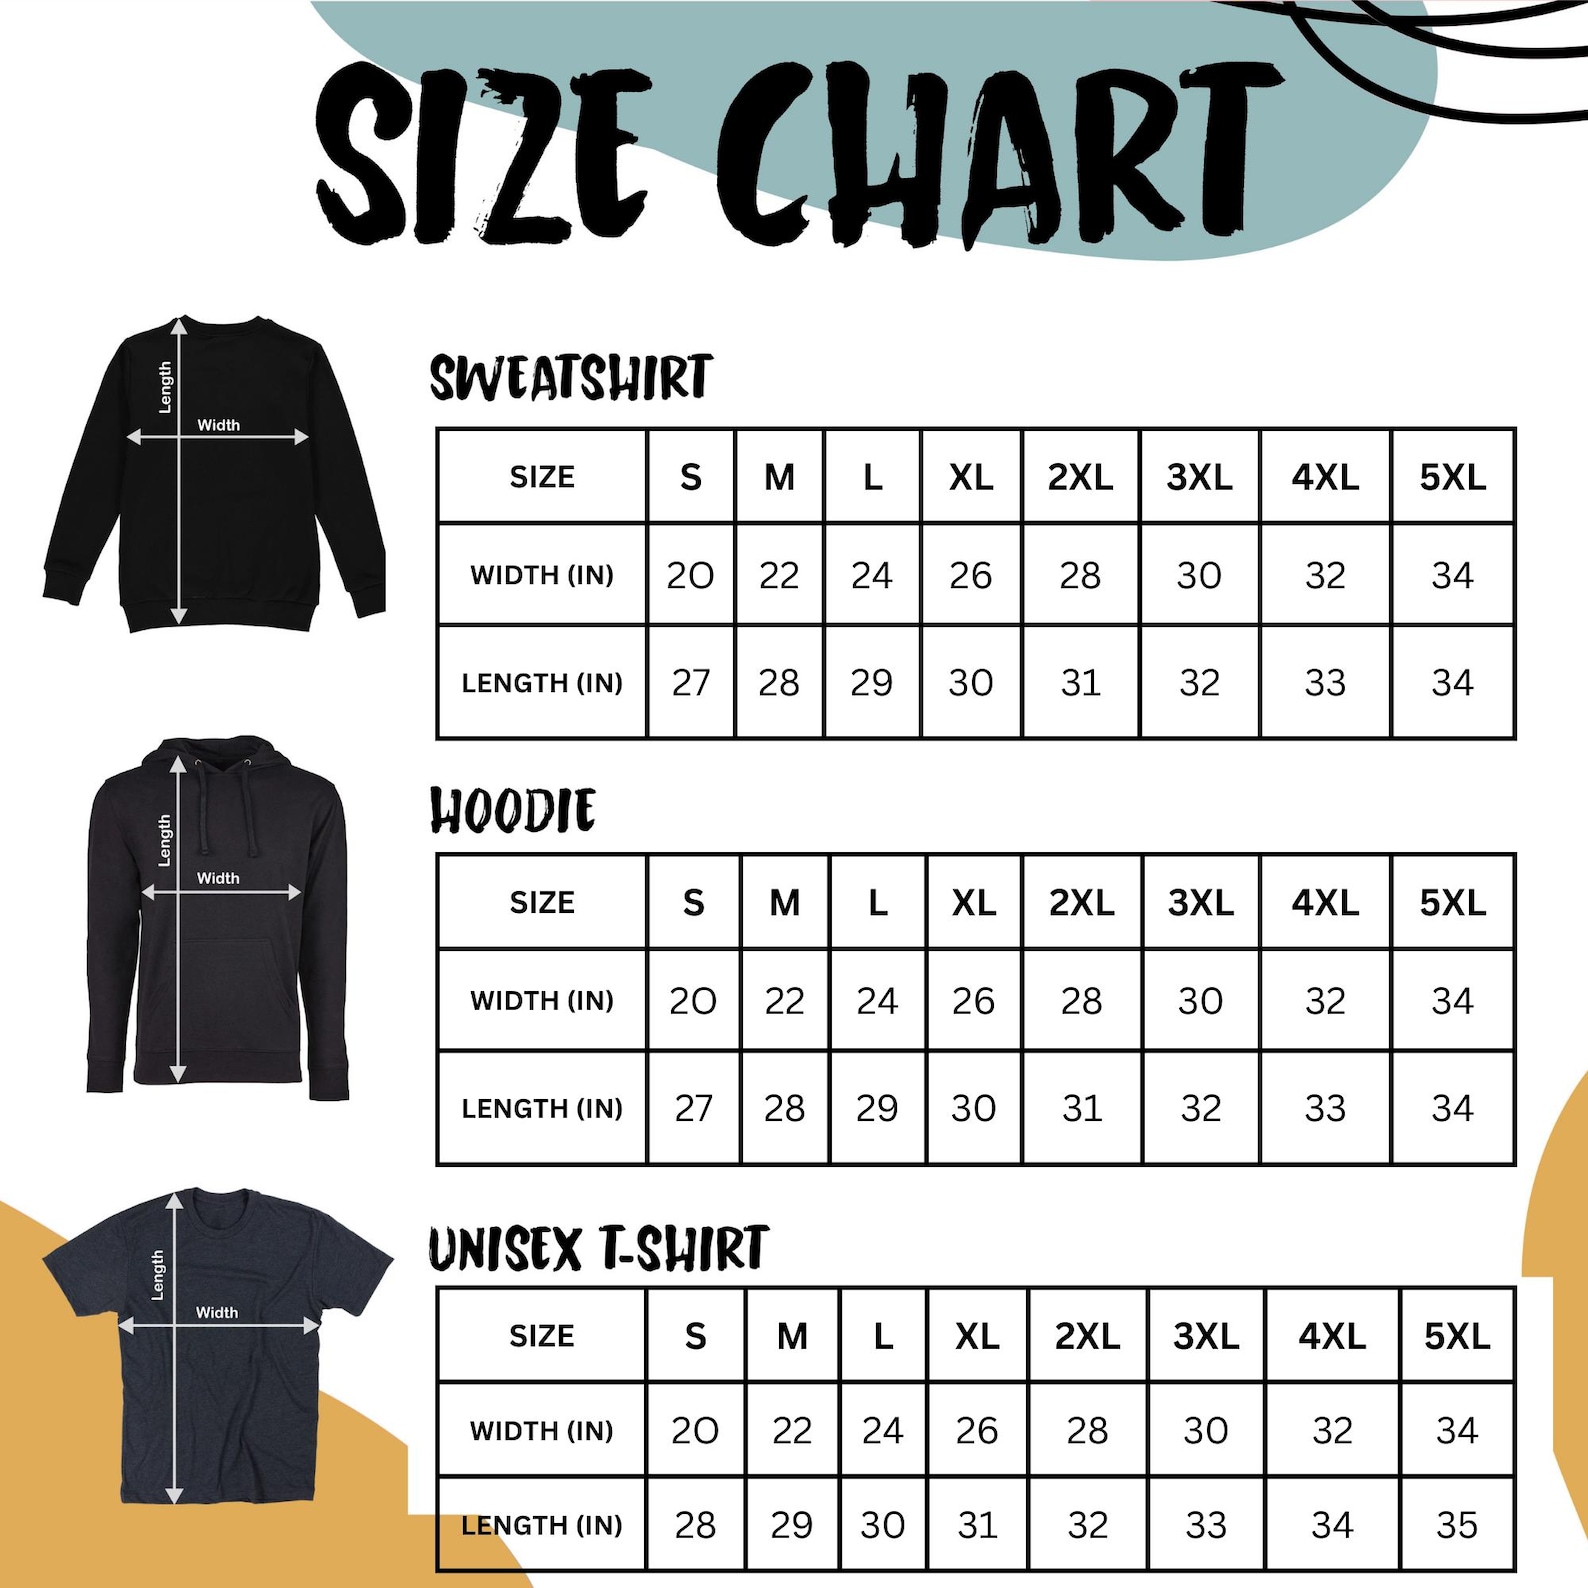 SIZE CHART
Length
Width
SWEATSHIRT
SIZE S M L XL 2XL 3XL 4XL 5XL
WIDTH (IN) 20 22 24 26 28 30 32 34
LENGTH (IN) 27 28 29 30 31 32 33 34
Length
Width
HOODIE
SIZE S M L XL 2XL 3XL 4XL 5XL
WIDTH (IN) 20 22 24 26 28 30 32 34
LENGTH (IN) 27 28 29 30 31 32 33 34
Length
Width
UNISEX T-SHIRT
SIZE S M L XL 2XL 3XL 4XL 5XL
WIDTH (IN) 20 22 24 26 28 30 32 34
LENGTH (IN) 28 29 30 31 32 33 34 35